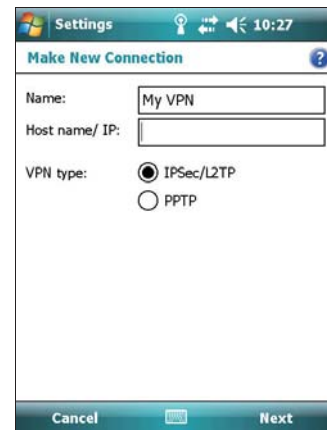 Settings 10:27
Make New Connection ?
Name: My VPN
Host name/ IP:
VPN type: IPSec/L2TP
PPTP
Cancel Next